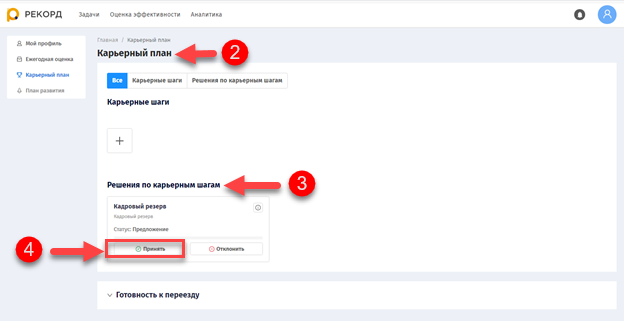 РЕКОРД Задачи Оценка эффективности Аналитика
Мой профиль
Ежегодная оценка
Карьерный план
План развития
Главная / Карьерный план
Карьерный план 2
Все Карьерные шаги Решения по карьерным шагам
Карьерные шаги
Решения по карьерным шагам 3
Кадровый резерв
Кадровый резерв
Статус: Предложение
4 Принять Отклонить
Готовность к переезду